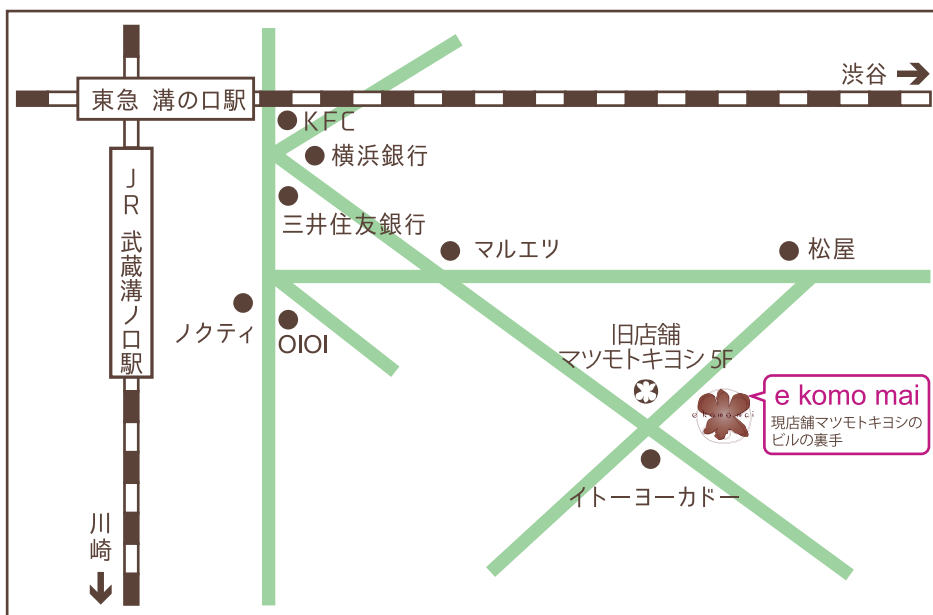 渋谷
東急 溝の口駅
KFC
横浜銀行
JR 武蔵溝ノ口駅
三井住友銀行
マルエツ
松屋
ノクティ
OIOI
旧店舗
マツモトキヨシ 5F
e komo mai
e komo mai
現店舗マツモトキヨシの
ビルの裏手
イトーヨーカドー
川崎